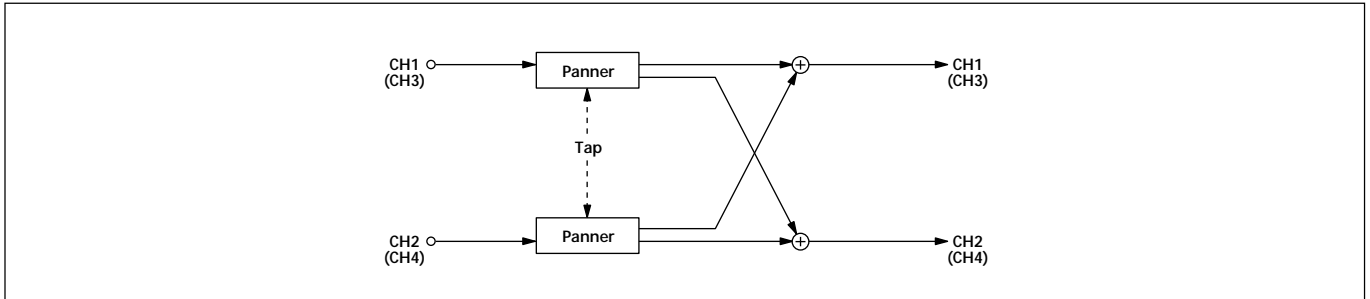 CH1
(CH3)
Panner
CH1
(CH3)
Tap
CH2
(CH4)
Panner
CH2
(CH4)